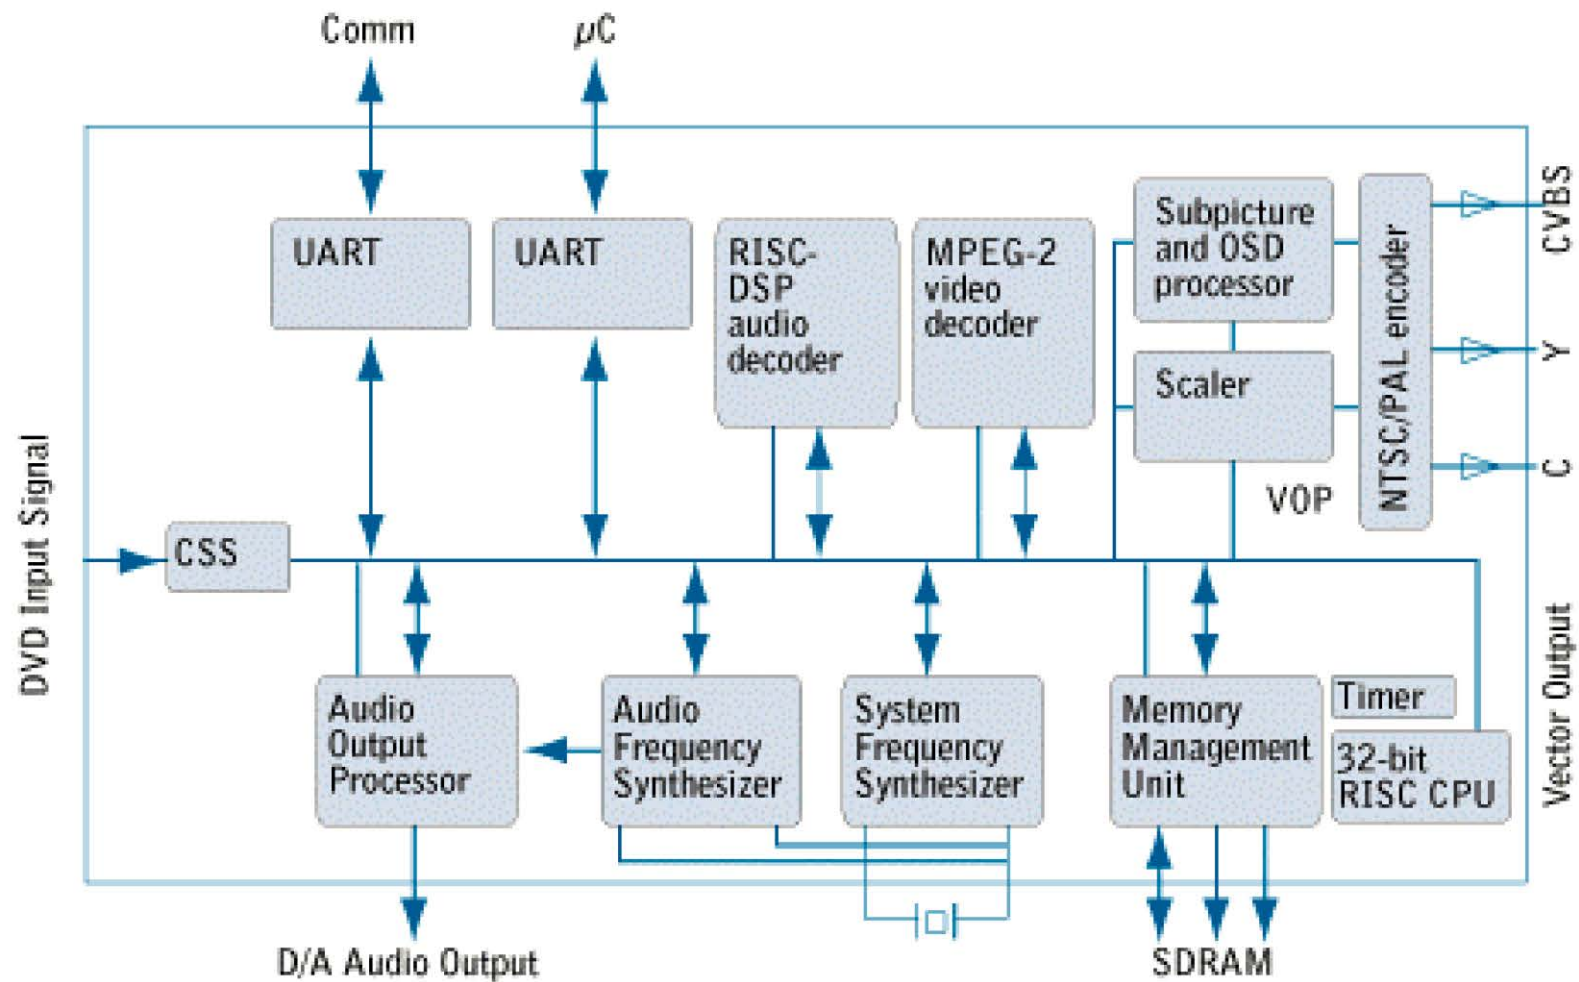 Comm
µC
UART
UART
RISC-
DSP
audio
decoder
MPEG-2
video
decoder
Subpicture
and OSD
processor
Scaler
VOP
NTSC/PAL encoder
CVBS
Y
C
DVD Input Signal
CSS
Audio
Output
Processor
Audio
Frequency
Synthesizer
System
Frequency
Synthesizer
Memory
Management
Unit
Timer
32-bit
RISC CPU
Vector Output
D/A Audio Output
SDRAM